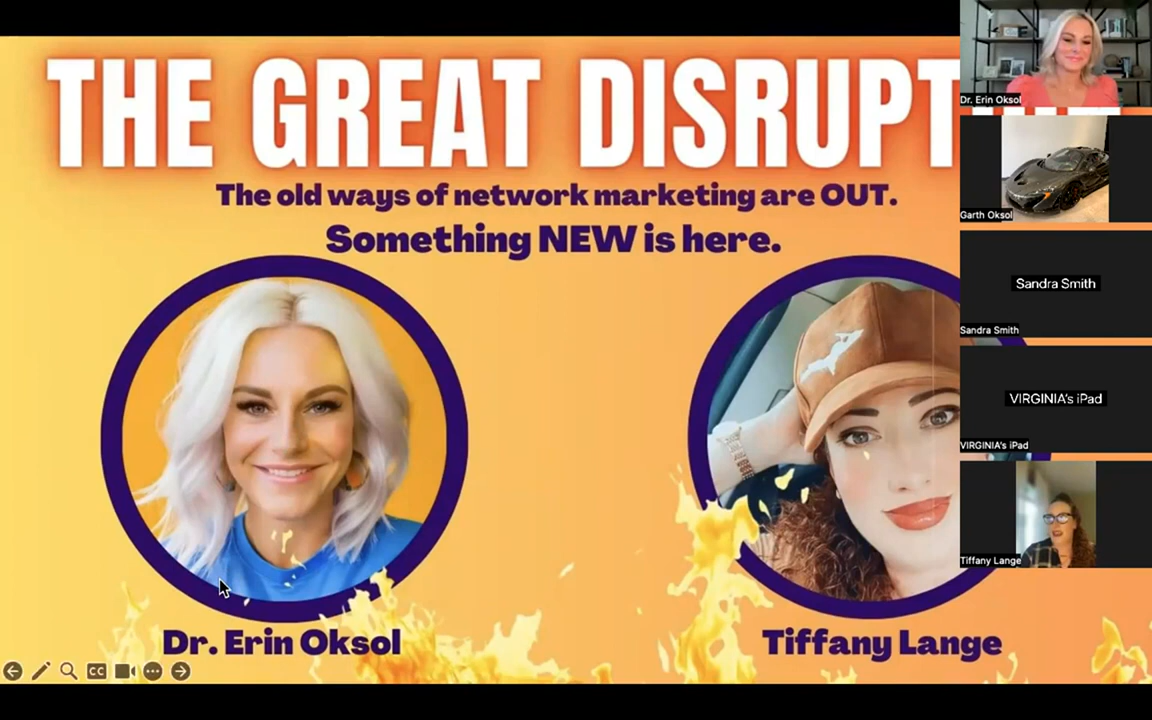 THE GREAT DISRUPT
The old ways of network marketing are OUT.
Something NEW is here.
Dr. Erin Oksol
Tiffany Lange
CC
Dr. Erin Oksol
Garth Oksol
Sandra Smith
Sandra Smith
VIRGINIA's iPad
VIRGINIA's iPad
Tiffany Lange